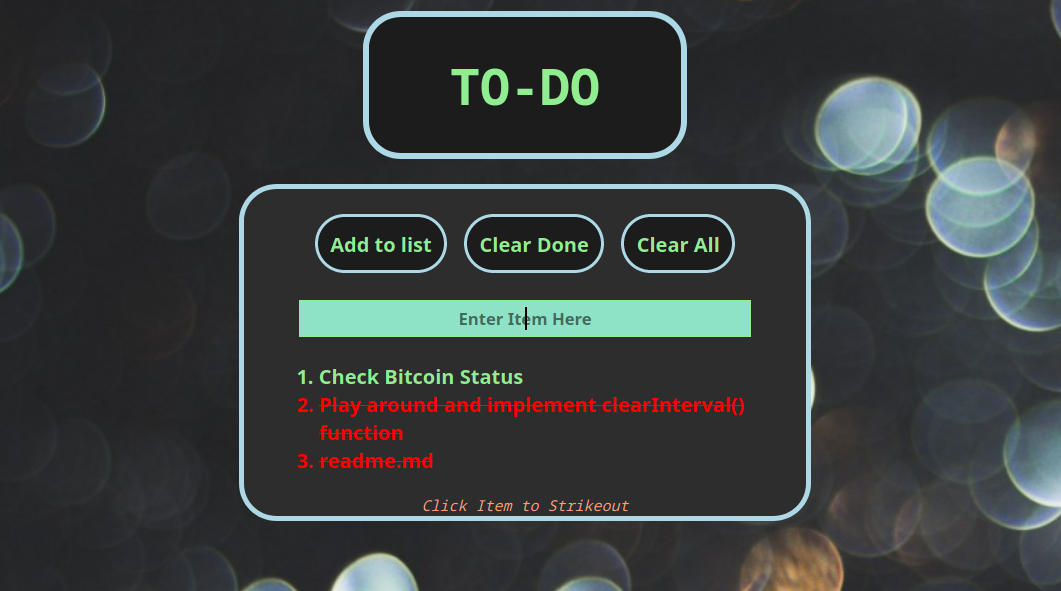 TO-DO
Add to list Clear Done Clear All
Enter Item Here
1. Check Bitcoin Status
2. Play around and implement clearInterval()
function
3. readme.md
Click Item to Strikeout